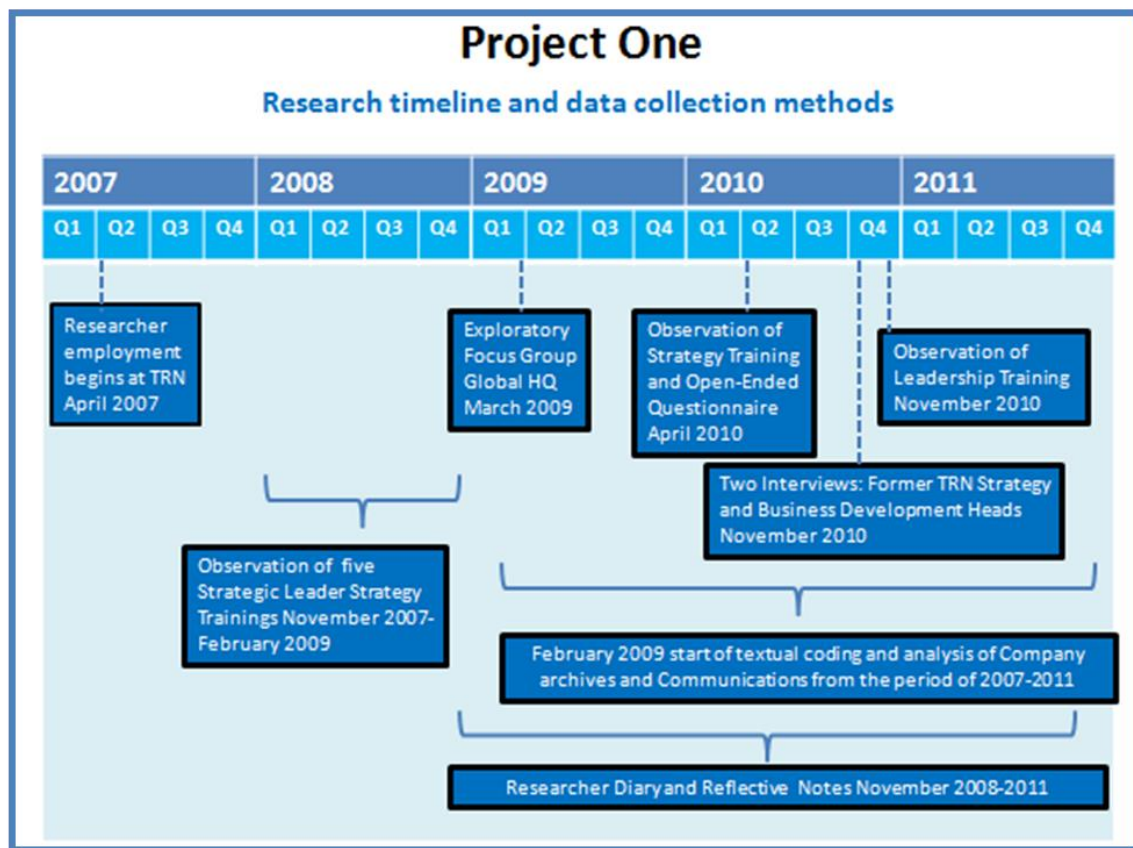 Project One
Research timeline and data collection methods
2007 2008 2009 2010 2011
Q1 Q2 Q3 Q4 Q1 Q2 Q3 Q4 Q1 Q2 Q3 Q4 Q1 Q2 Q3 Q4 Q1 Q2 Q3 Q4
Researcher
employment
begins at TRN
April 2007
Exploratory
Focus Group
Global HQ
March 2009
Observation of
Strategy Training
and Open-Ended
Questionnaire
April 2010
Observation of
Leadership Training
November 2010
Two Interviews: Former TRN Strategy
and Business Development Heads
November 2010
Observation of five
Strategic Leader Strategy
Trainings November 2007-
February 2009
February 2009 start of textual coding and analysis of Company
archives and Communications from the period of 2007-2011
Researcher Diary and Reflective Notes November 2008-2011